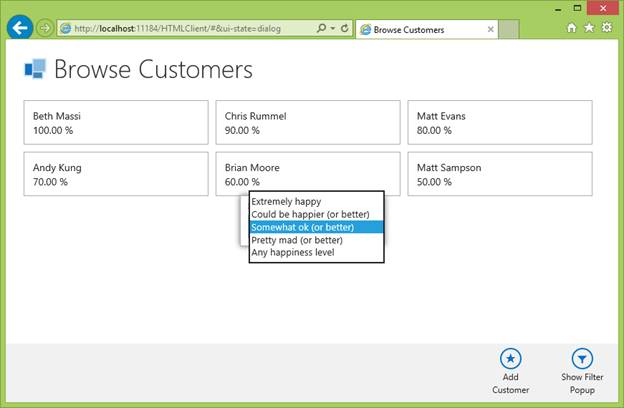 http://localhost:11184/HTMLClient/#&ui-state=dialog
Browse Customers
Browse Customers
Beth Massi
100.00 %
Chris Rummel
90.00 %
Matt Evans
80.00 %
Andy Kung
70.00 %
Brian Moore
60.00 %
Matt Sampson
50.00 %
Extremely happy
Could be happier (or better)
Somewhat ok (or better)
Pretty mad (or better)
Any happiness level
Add
Customer
Show Filter
Popup